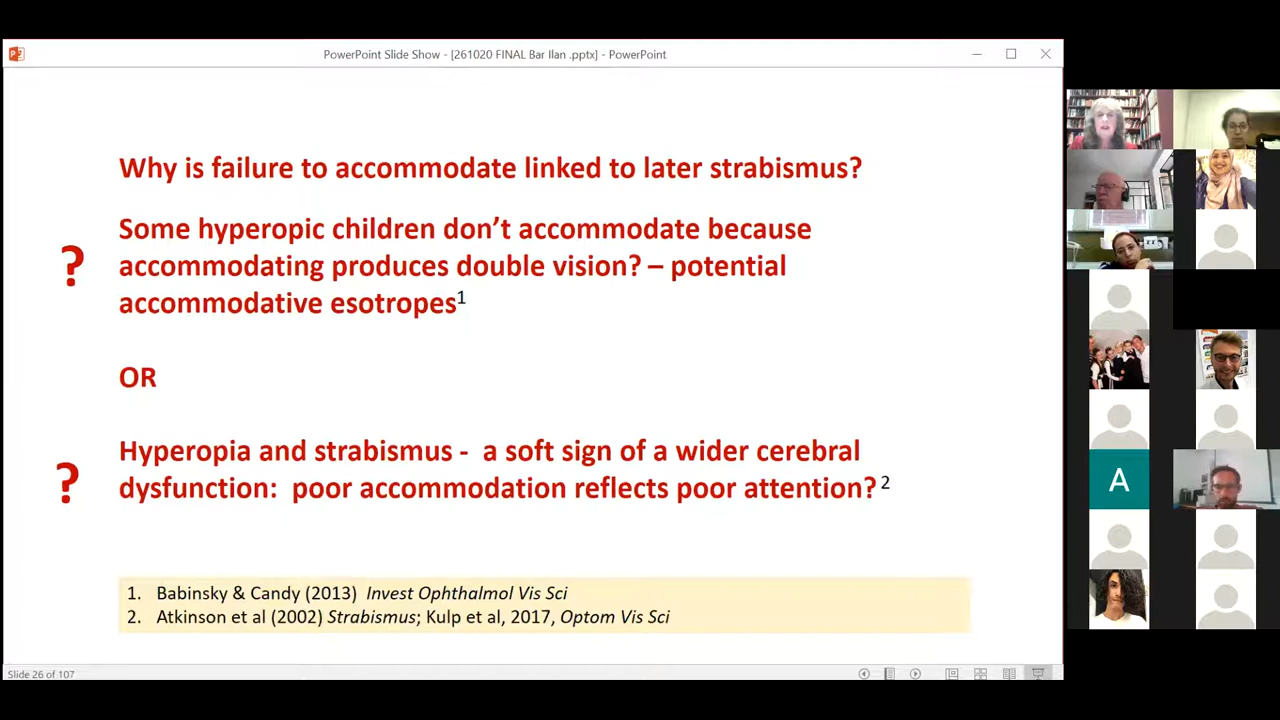 PowerPoint Slide Show - [261020 FINAL Bar Ilan .pptx] - PowerPoint
Why is failure to accommodate linked to later strabismus?
? Some hyperopic children don't accommodate because
accommodating produces double vision? – potential
accommodative esotropes1
OR
? Hyperopia and strabismus - a soft sign of a wider cerebral
dysfunction: poor accommodation reflects poor attention? 2
1. Babinsky & Candy (2013) Invest Ophthalmol Vis Sci
2. Atkinson et al (2002) Strabismus; Kulp et al, 2017, Optom Vis Sci
Slide 26 of 107
A